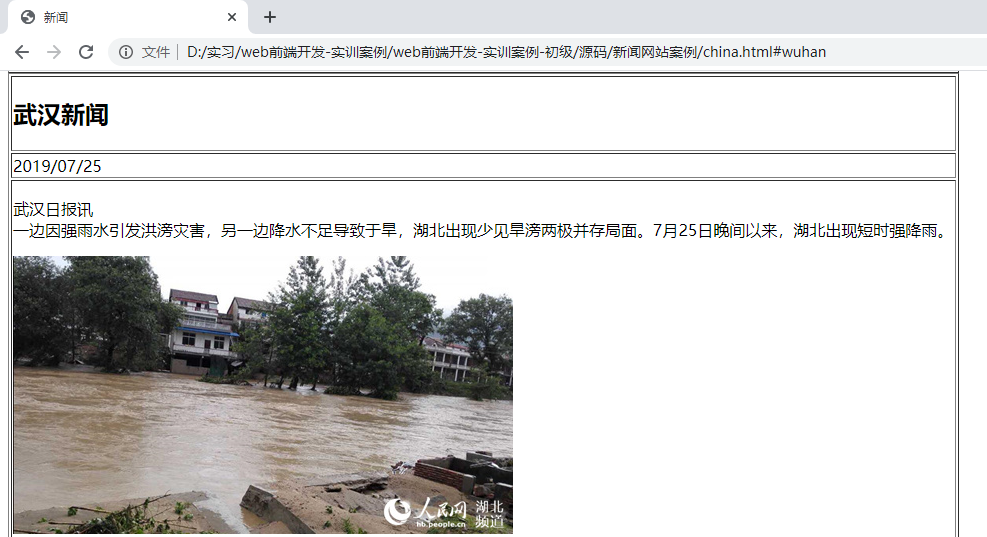 新闻
文件
D:/实习/web前端开发-实训案例/web前端开发-实训案例-初级/源码/新闻网站案例/china.html#wuhan
武汉新闻
2019/07/25
武汉日报讯
一边因强雨水引发洪涝灾害，另一边降水不足导致于旱，湖北出现少见旱涝两极并存局面。7月25日晚间以来，湖北出现短时强降雨。
人民网 湖北
hb.people.cn 频道